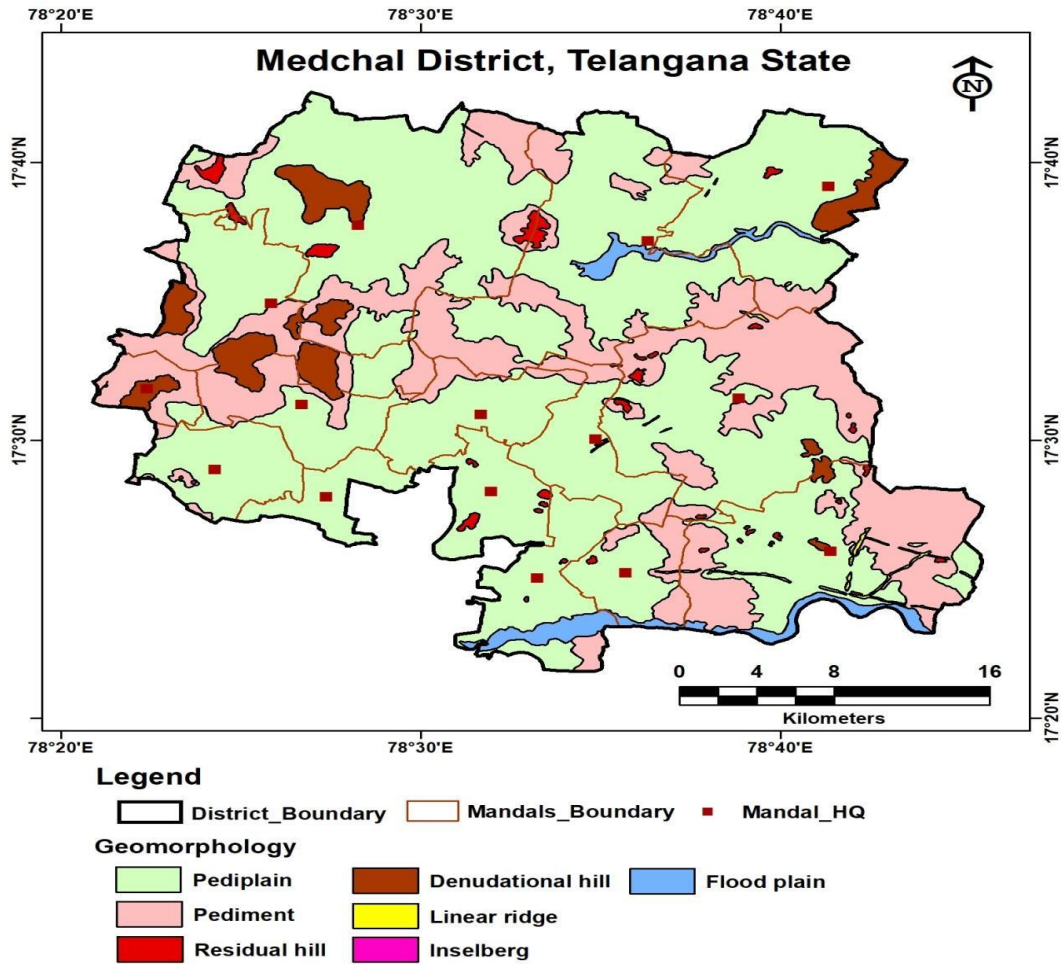 78°20'E 78°30'E 78°40'E
Medchal District, Telangana State
N
17°40'N 17°40'N
17°30'N 17°30'N
17°20'N
0 4 8 16
Kilometers
78°20'E 78°30'E 78°40'E
Legend
District_Boundary Mandals_Boundary Mandal_HQ
Geomorphology
Pediplain Denudational hill Flood plain
Pediment Linear ridge
Residual hill Inselberg